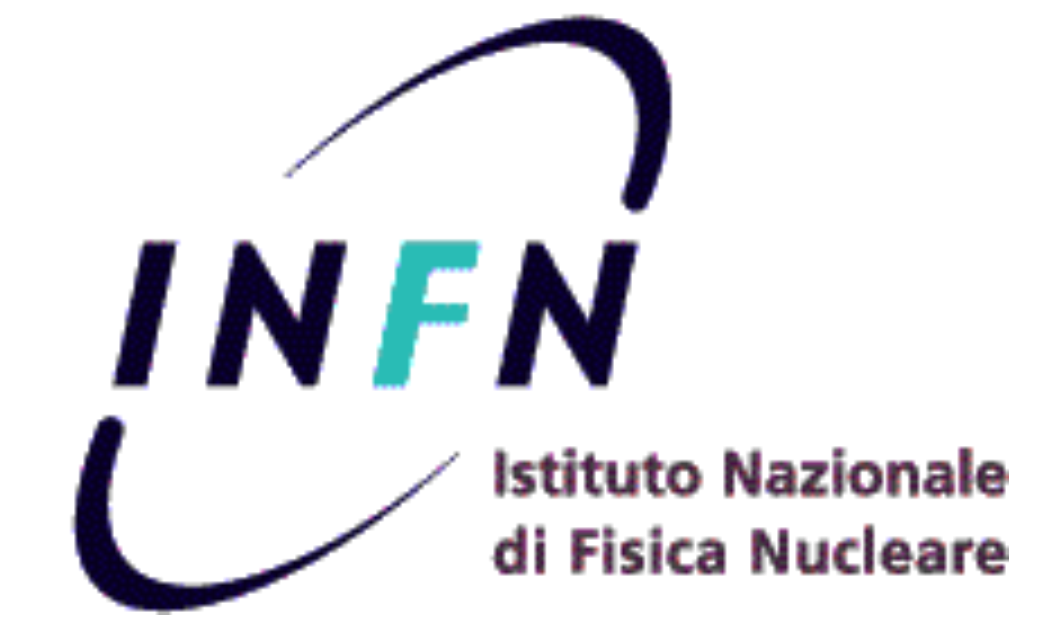 INFN
Istituto Nazionale
di Fisica Nucleare